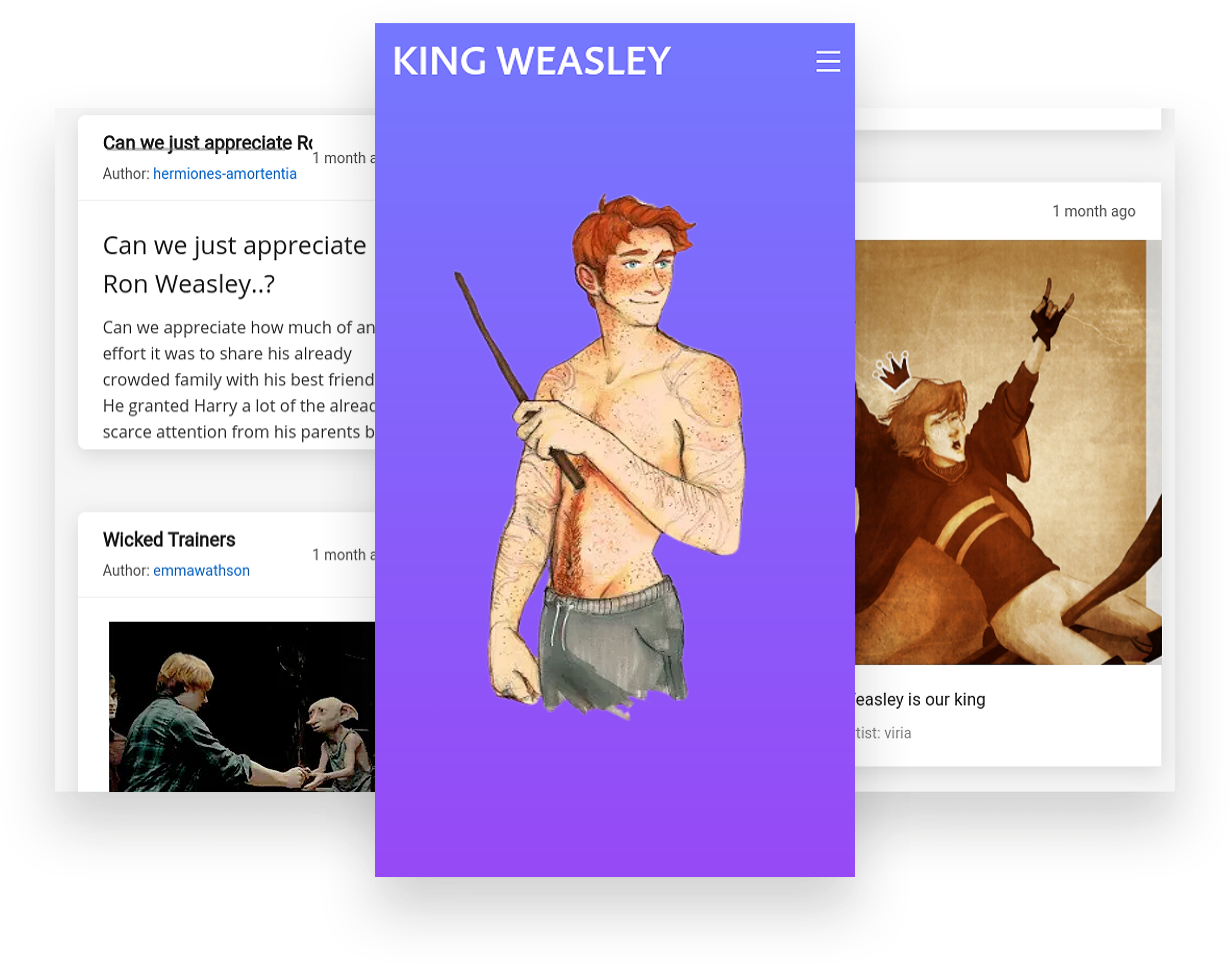 KING WEASLEY
Can we just appreciate Ro
1 month a
Author: hermiones-amortentia
Can we just appreciate
Ron Weasley..?
Can we appreciate how much of an
effort it was to share his already
crowded family with his best friend
He granted Harry a lot of the alread
scarce attention from his parents b
Wicked Trainers
1 month a
Author: emmawathson
1 month ago
easley is our king
tist: viria